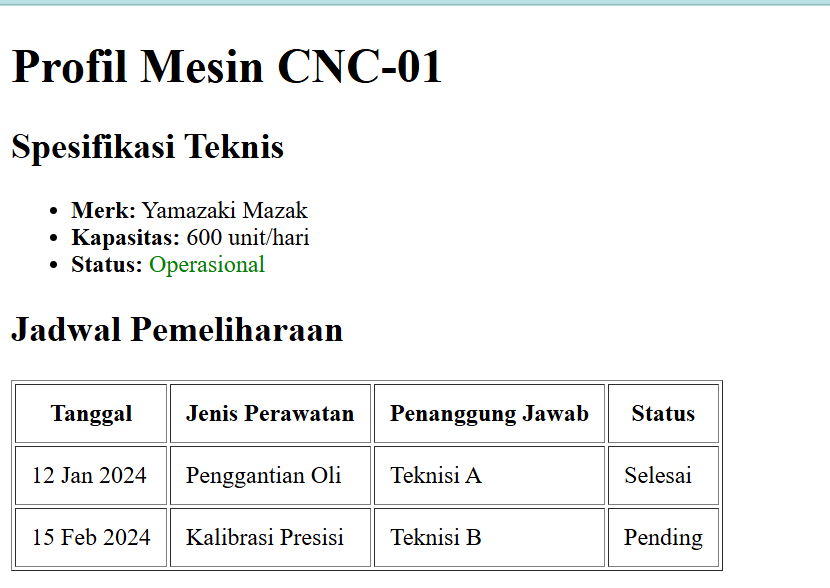 Profil Mesin CNC-01
Spesifikasi Teknis
Merk: Yamazaki Mazak
Kapasitas: 600 unit/hari
Status: Operasional
Jadwal Pemeliharaan
Tanggal Jenis Perawatan Penanggung Jawab Status
12 Jan 2024 Penggantian Oli Teknisi A Selesai
15 Feb 2024 Kalibrasi Presisi Teknisi B Pending